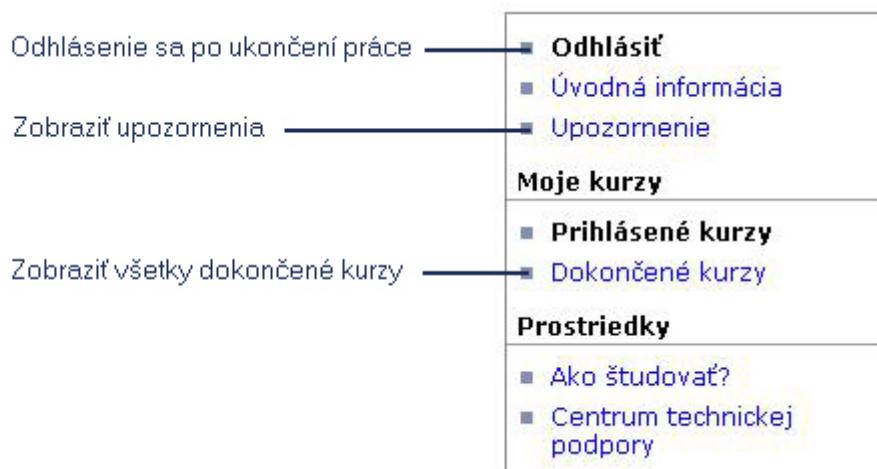 Odhlásenie sa po ukončení práce
Odhlásiť
Úvodná informácia
Zobraziť upozornenia
Upozornenie
Moje kurzy
Prihlásené kurzy
Zobraziť všetky dokončené kurzy
Dokončené kurzy
Prostriedky
Ako študovať?
Centrum technickej
podpory